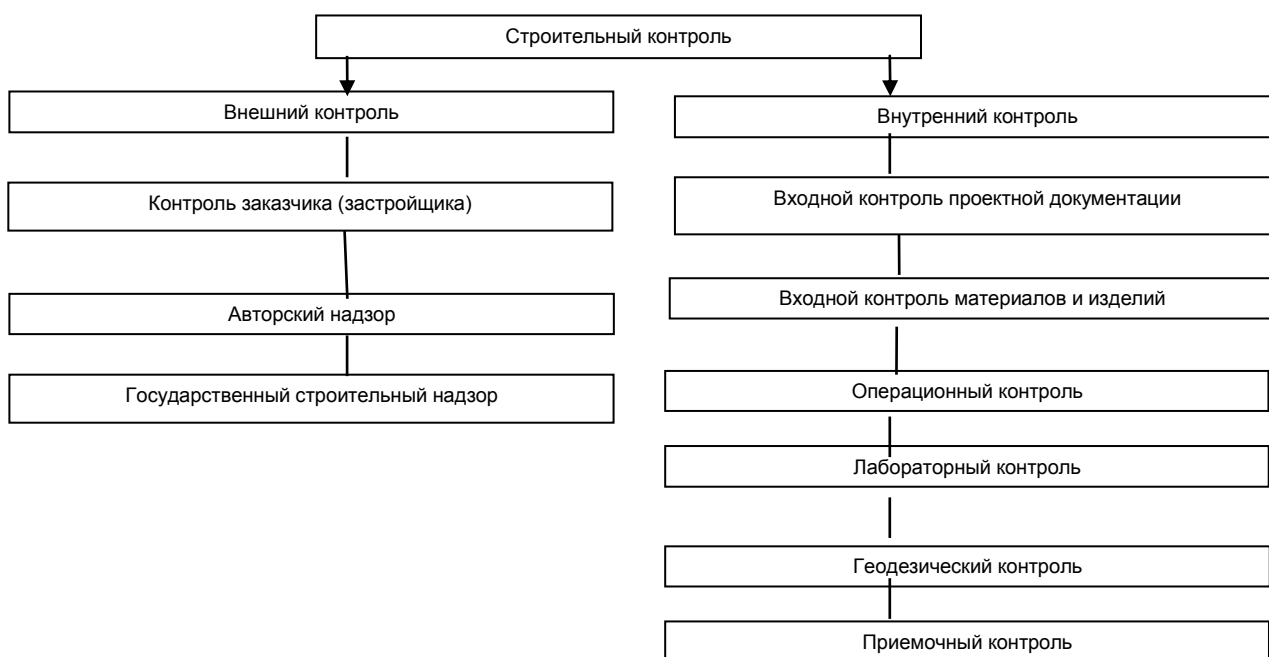 Строительный контроль
Внешний контроль
Внутренний контроль
Контроль заказчика (застройщика)
Входной контроль проектной документации
Авторский надзор
Входной контроль материалов и изделий
Государственный строительный надзор
Операционный контроль
Лабораторный контроль
Геодезический контроль
Приемочный контроль